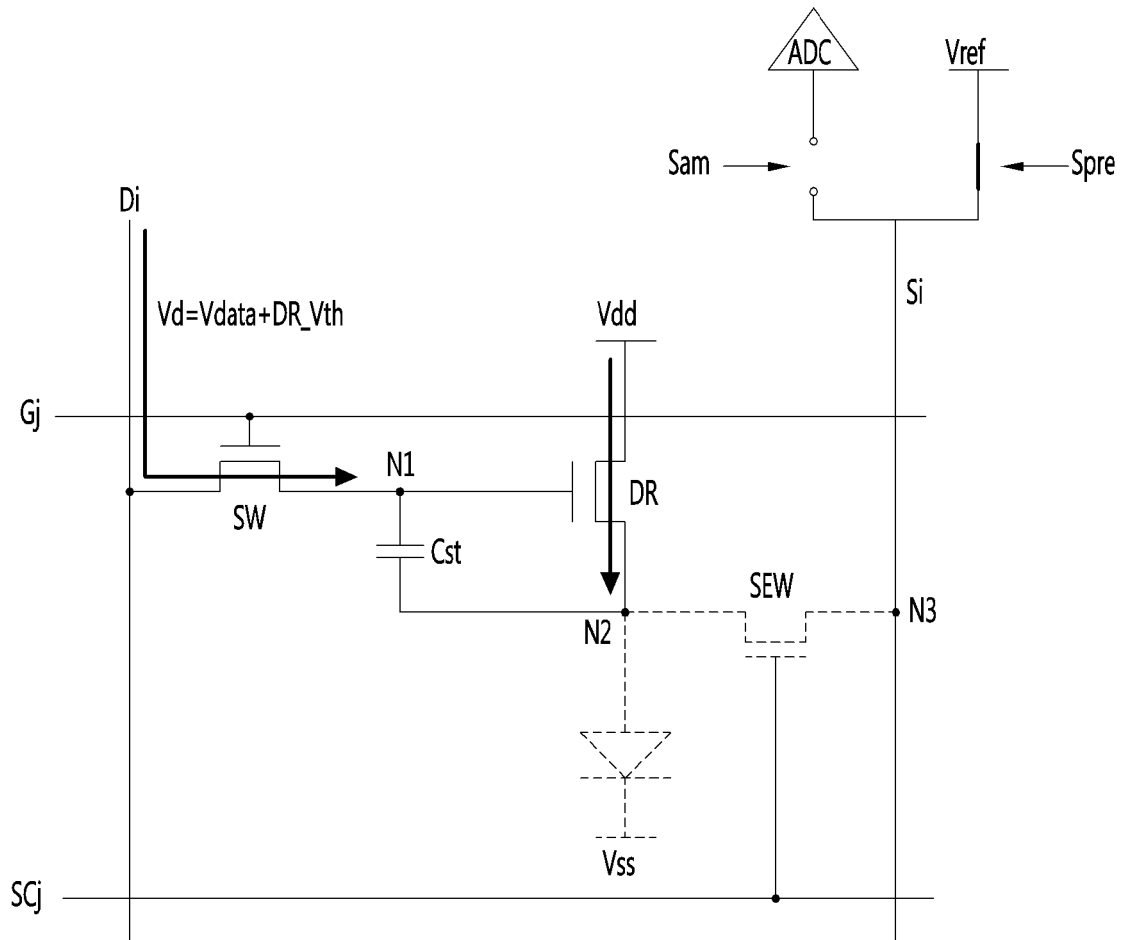 ADC
Vref
Sam
Spre
Di
Si
Vd=Vdata+DR_Vth
Vdd
Gj
N1
DR
SW
Cst
SEW
N3
N2
Vss
SCj